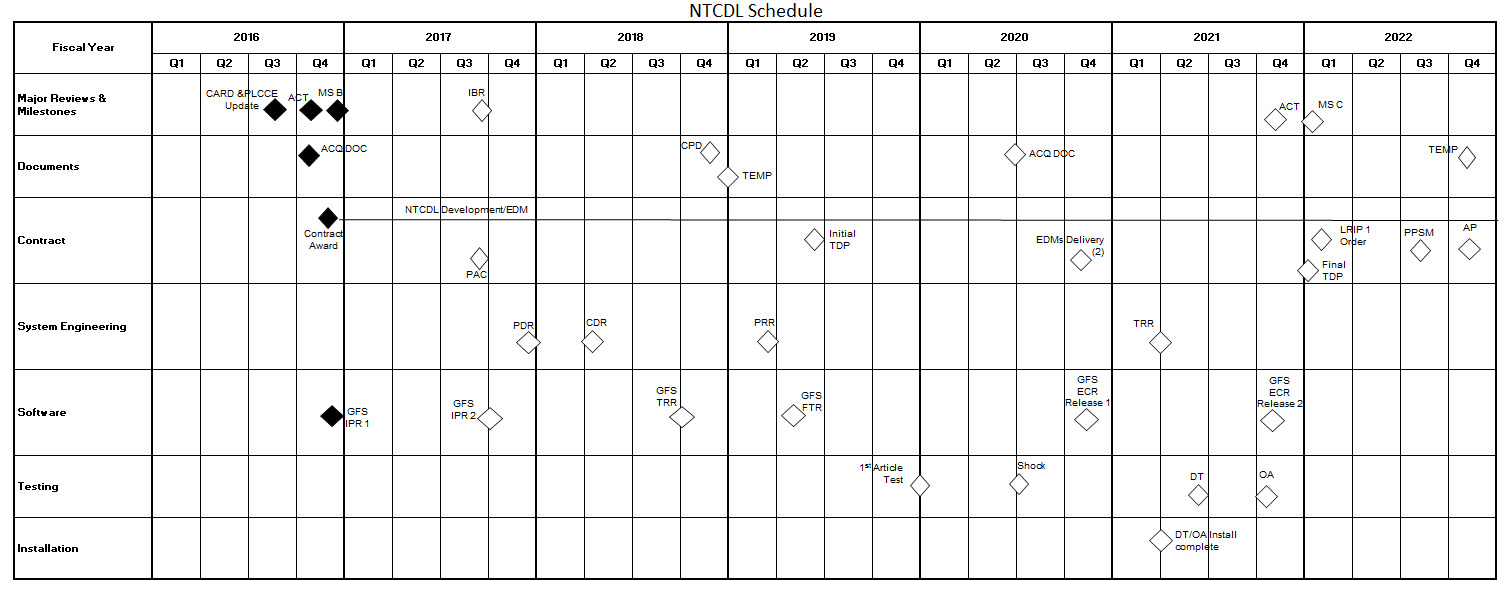 NTCDL Schedule
Fiscal Year
2016
2017
2018
2019
2020
2021
2022
Q1 Q2 Q3 Q4 Q1 Q2 Q3 Q4 Q1 Q2 Q3 Q4 Q1 Q2 Q3 Q4 Q1 Q2 Q3 Q4 Q1 Q2 Q3 Q4 Q1 Q2 Q3 Q4
Major Reviews &
Milestones
CARD &PLCCE
Update
ACT
MS B
IBR
ACT
MS C
Documents
ACQ DOC
CPD
TEMP
ACQ DOC
TEMP
Contract
NTCDL Development/EDM
Contract
Award
PAC
Initial
TDP
EDMs Delivery
(2)
LRIP 1
Order
Final
TDP
PPSM
AP
System Engineering
PDR
CDR
PRR
TRR
Software
GFS
IPR 1
GFS
IPR 2
GFS
TRR
GFS
FTR
GFS
ECR
Release 1
GFS
ECR
Release 2
Testing
1st Article
Test
Shock
DT
OA
Installation
DT/OA Install
complete